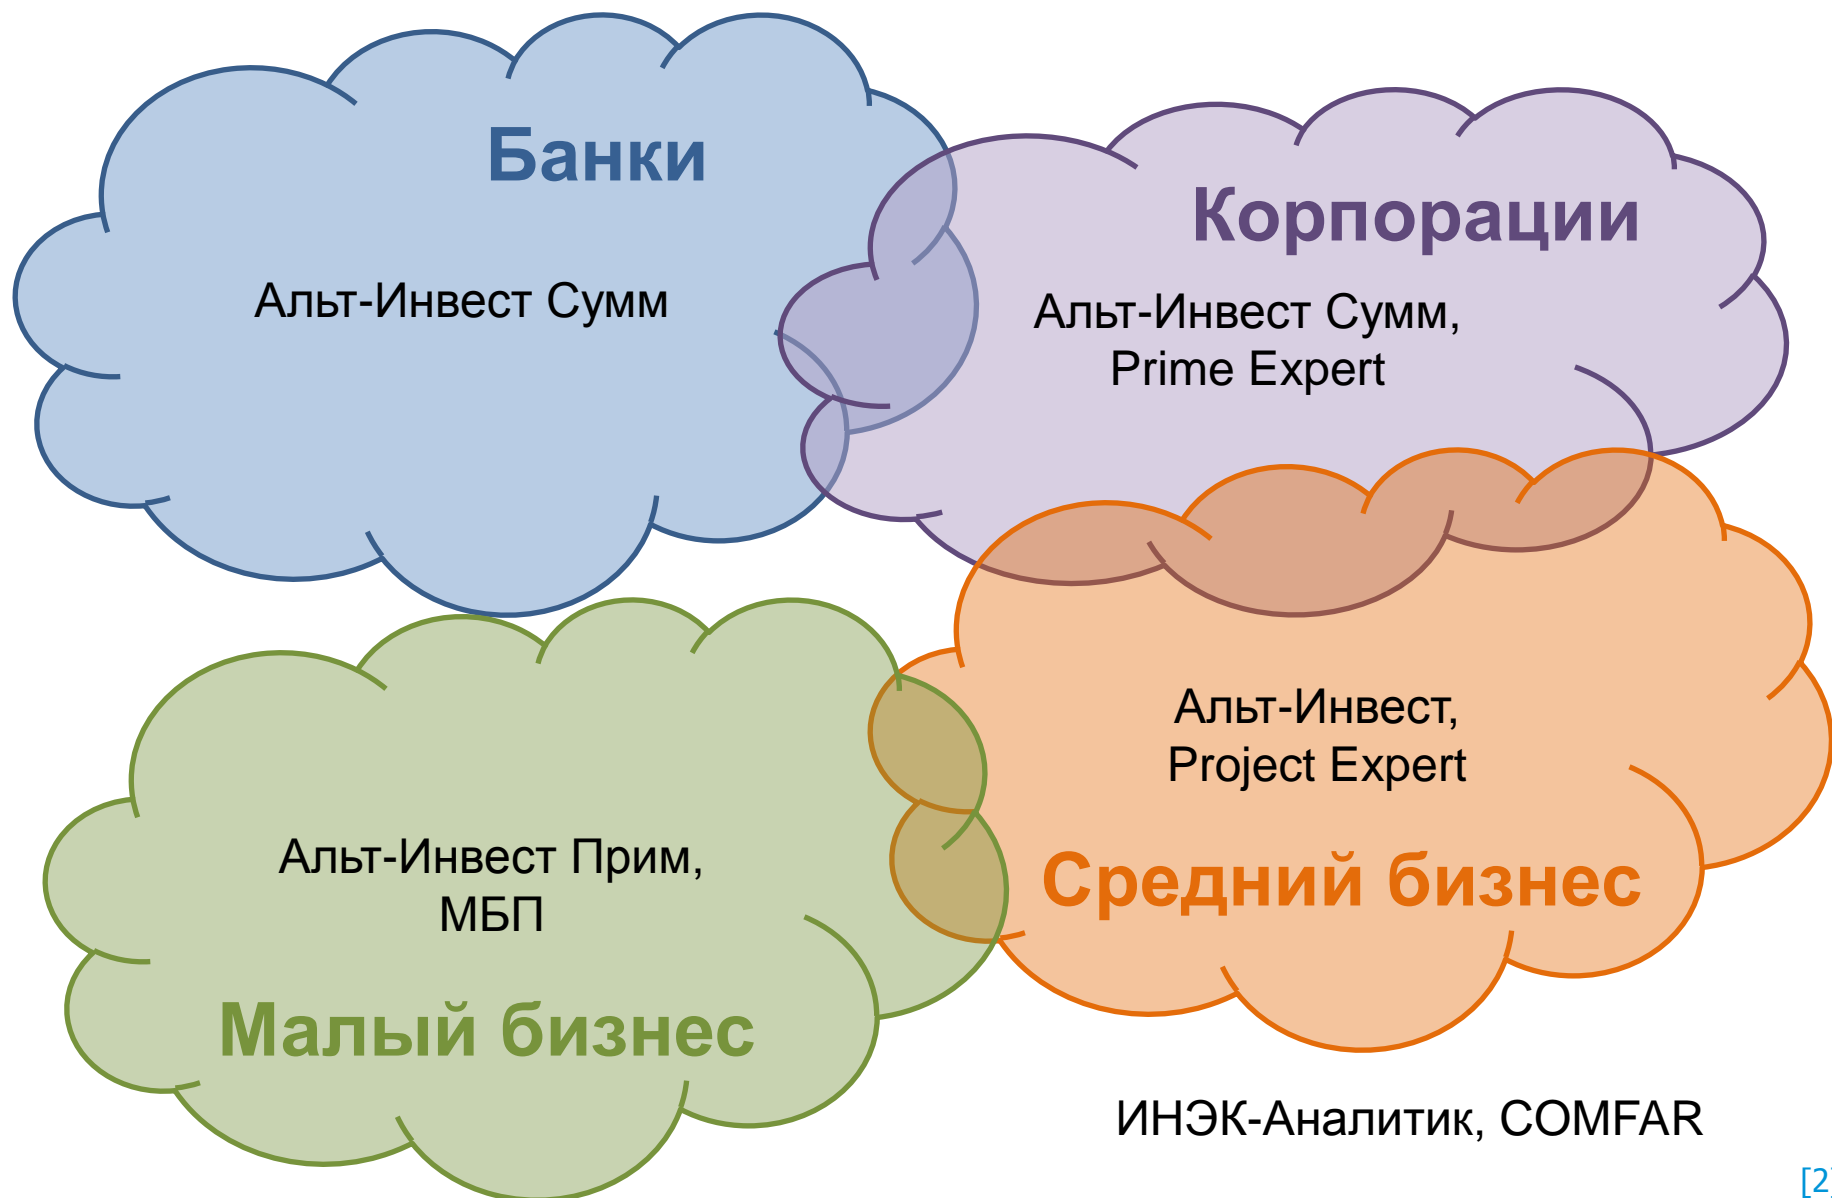 Банки
Альт-Инвест Сумм
Корпорации
Альт-Инвест Сумм,
Prime Expert
Альт-Инвест Прим,
МБП
Малый бизнес
Альт-Инвест,
Project Expert
Средний бизнес
ИНЭК-Аналитик, COMFAR
[2]